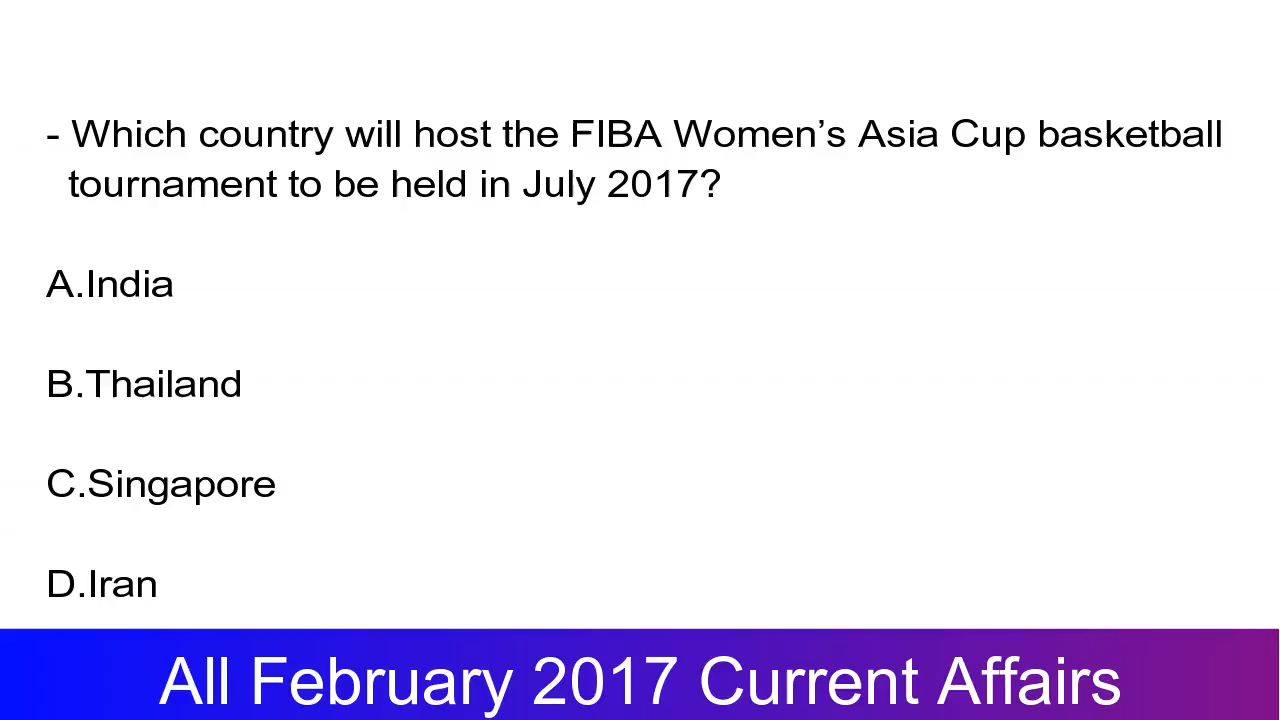 - Which country will host the FIBA Women’s Asia Cup basketball
tournament to be held in July 2017?
A.India
B.Thailand
C.Singapore
D.Iran
All February 2017 Current Affairs